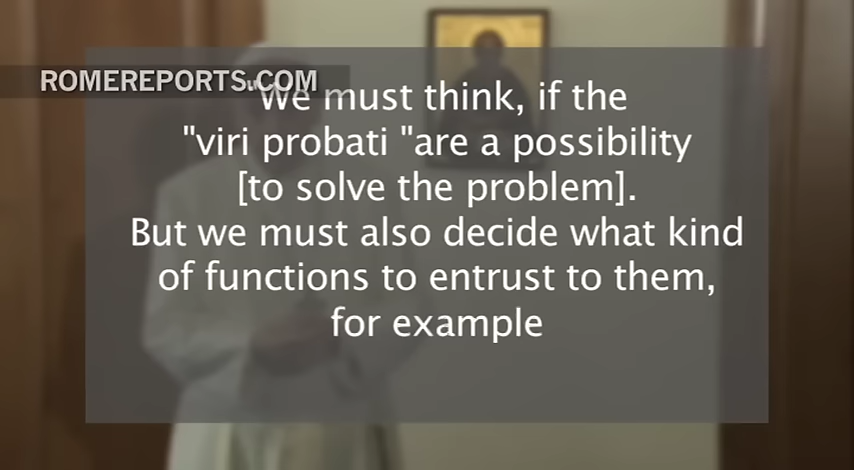 ROMEREPORTS.COM
"We must think, if the
"viri probati "are a possibility
[to solve the problem].
But we must also decide what kind
of functions to entrust to them,
for example